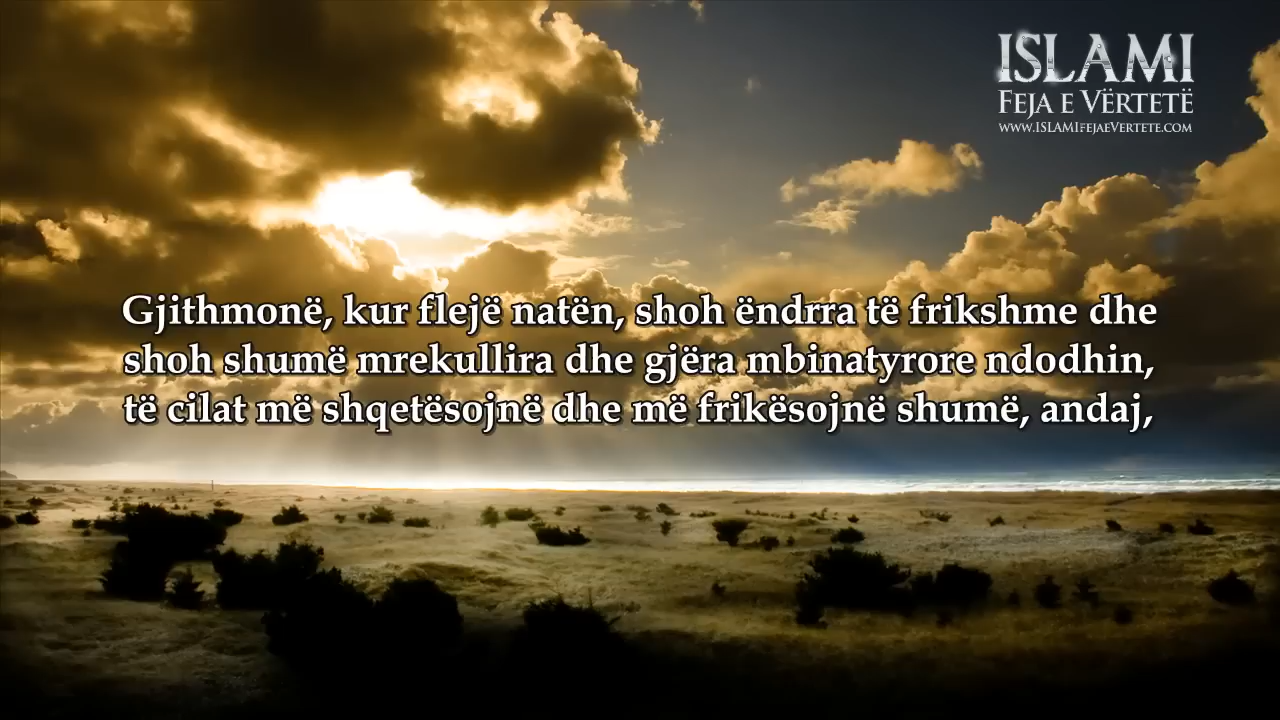 ISLAMI
FEJA E VËRTETË
WWW.ISLAMIFEJAEVERTETE.COM
Gjithmonë, kur flejë natën, shoh ëndrra të frikshme dhe
shoh shumë mrekullira dhe gjëra mbinatyrore ndodhin,
të cilat më shqetësojnë dhe më frikësojnë shumë, andaj,